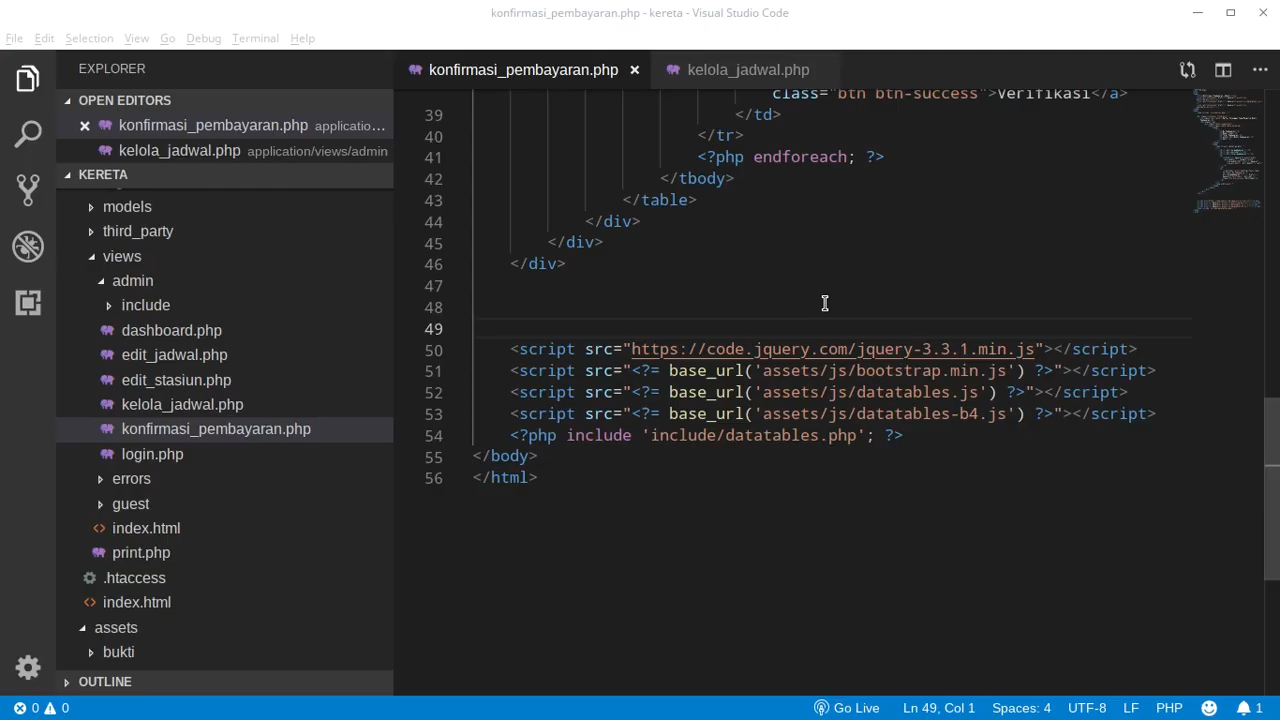 konfirmasi_pembayaran.php - kereta - Visual Studio Code
File Edit Selection View Go Debug Terminal Help
EXPLORER
OPEN EDITORS
konfirmasi_pembayaran.php applicatio...
kelola_jadwal.php application/views/admin
KERETA
models
third_party
views
admin
include
dashboard.php
edit_jadwal.php
edit_stasiun.php
kelola_jadwal.php
konfirmasi_pembayaran.php
login.php
errors
guest
index.html
print.php
.htaccess
index.html
assets
bukti
OUTLINE
konfirmasi_pembayaran.php kelola_jadwal.php
class="btn btn-success">Verifikasi</a>
39 </td>
40 </tr>
41 <?php endforeach; ?>
42 </tbody>
43 </table>
44 </div>
45 </div>
46 </div>
47
48
49
50 <script src="https://code.jquery.com/jquery-3.3.1.min.js"></script>
51 <script src="<?= base_url('assets/js/bootstrap.min.js') ?>"></script>
52 <script src="<?= base_url('assets/js/datatables.js') ?>"></script>
53 <script src="<?= base_url('assets/js/datatables-b4.js') ?>"></script>
54 <?php include 'include/datatables.php'; ?>
55 </body>
56 </html>
0 0 Go Live Ln 49, Col 1 Spaces: 4 UTF-8 LF PHP 1